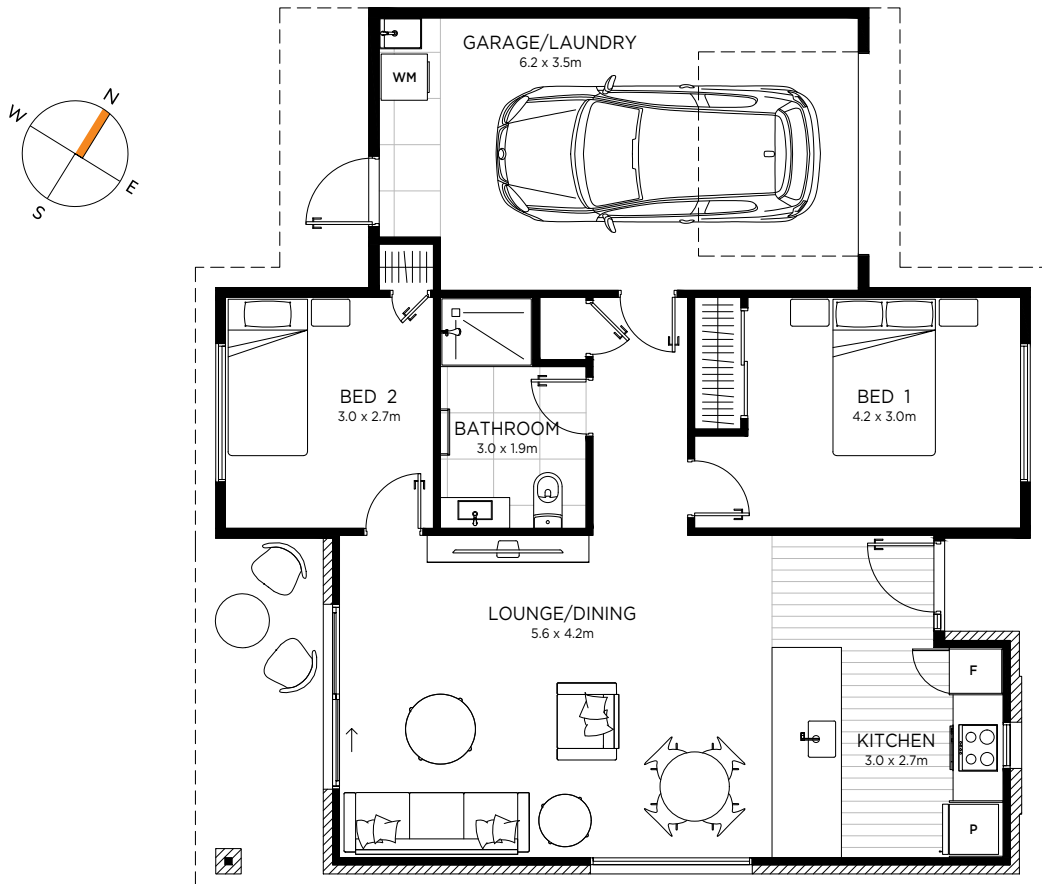 GARAGE/LAUNDRY
6.2 x 3.5m
WM
N
W
E
S
BED 2
3.0 x 2.7m
BED 1
4.2 x 3.0m
BATHROOM
3.0 x 1.9m
LOUNGE/DINING
5.6 x 4.2m
F
KITCHEN
3.0 x 2.7m
P